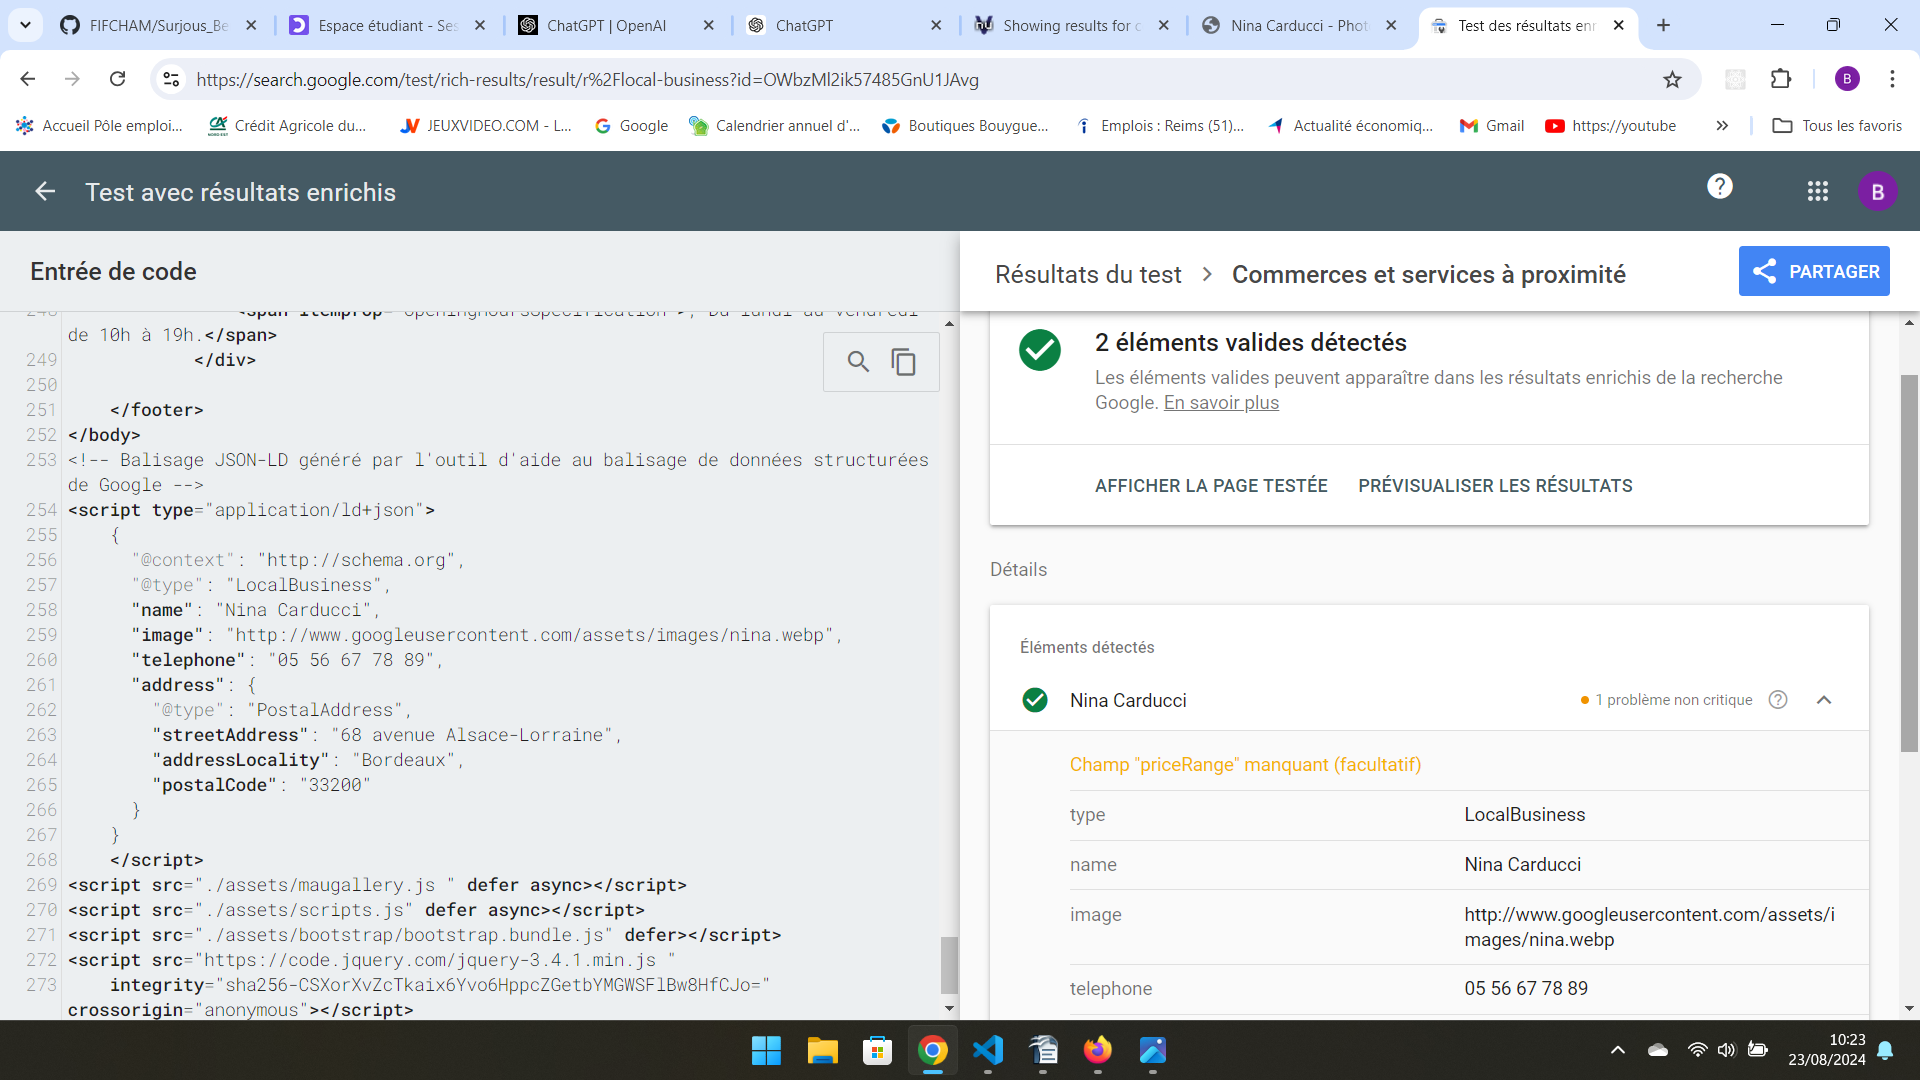 FIFCHAM/Surjous_Be
Espace étudiant - Ses
ChatGPT | OpenAI
ChatGPT
Showing results for c
Nina Carducci - Phot
Test des résultats enr
https://search.google.com/test/rich-results/result/r%2Flocal-business?id=OWbzMl2ik57485GnU1JAvg
B
Accueil Pôle emploi...
Crédit Agricole du...
JEUXVIDEO.COM - L...
Google
Calendrier annuel d'...
Boutiques Bouygue...
Emplois : Reims (51)...
Actualité économiq...
Gmail
https://youtube
Tous les favoris
Test avec résultats enrichis
B
Entrée de code
Résultats du test > Commerces et services à proximité
PARTAGER
248 <span itemprop="openingHoursSpecification">, Du lundi au vendredi
de 10h à 19h.</span>
249 </div>
250
251 </footer>
252 </body>
253 <!-- Balisage JSON-LD généré par l'outil d'aide au balisage de données structurées
de Google -->
254 <script type="application/ld+json">
255 {
256 "@context": "http://schema.org",
257 "@type": "LocalBusiness",
258 "name": "Nina Carducci",
259 "image": "http://www.googleusercontent.com/assets/images/nina.webp",
260 "telephone": "05 56 67 78 89",
261 "address": {
262 "@type": "PostalAddress",
263 "streetAddress": "68 avenue Alsace-Lorraine",
264 "addressLocality": "Bordeaux",
265 "postalCode": "33200"
266 }
267 }
268 </script>
269 <script src="./assets/maugallery.js " defer async></script>
270 <script src="./assets/scripts.js" defer async></script>
271 <script src="./assets/bootstrap/bootstrap.bundle.js" defer></script>
272 <script src="https://code.jquery.com/jquery-3.4.1.min.js "
273 integrity="sha256-CSXorXvZcTkaix6Yvo6HppcZGetbYMGWSFlBw8HfCJo="
crossorigin="anonymous"></script>
2 éléments valides détectés
Les éléments valides peuvent apparaître dans les résultats enrichis de la recherche
Google. En savoir plus
AFFICHER LA PAGE TESTÉE
PRÉVISUALISER LES RÉSULTATS
Détails
Éléments détectés
Nina Carducci
1 problème non critique
Champ "priceRange" manquant (facultatif)
type LocalBusiness
name Nina Carducci
image http://www.googleusercontent.com/assets/i
mages/nina.webp
telephone 05 56 67 78 89
10:23
23/08/2024